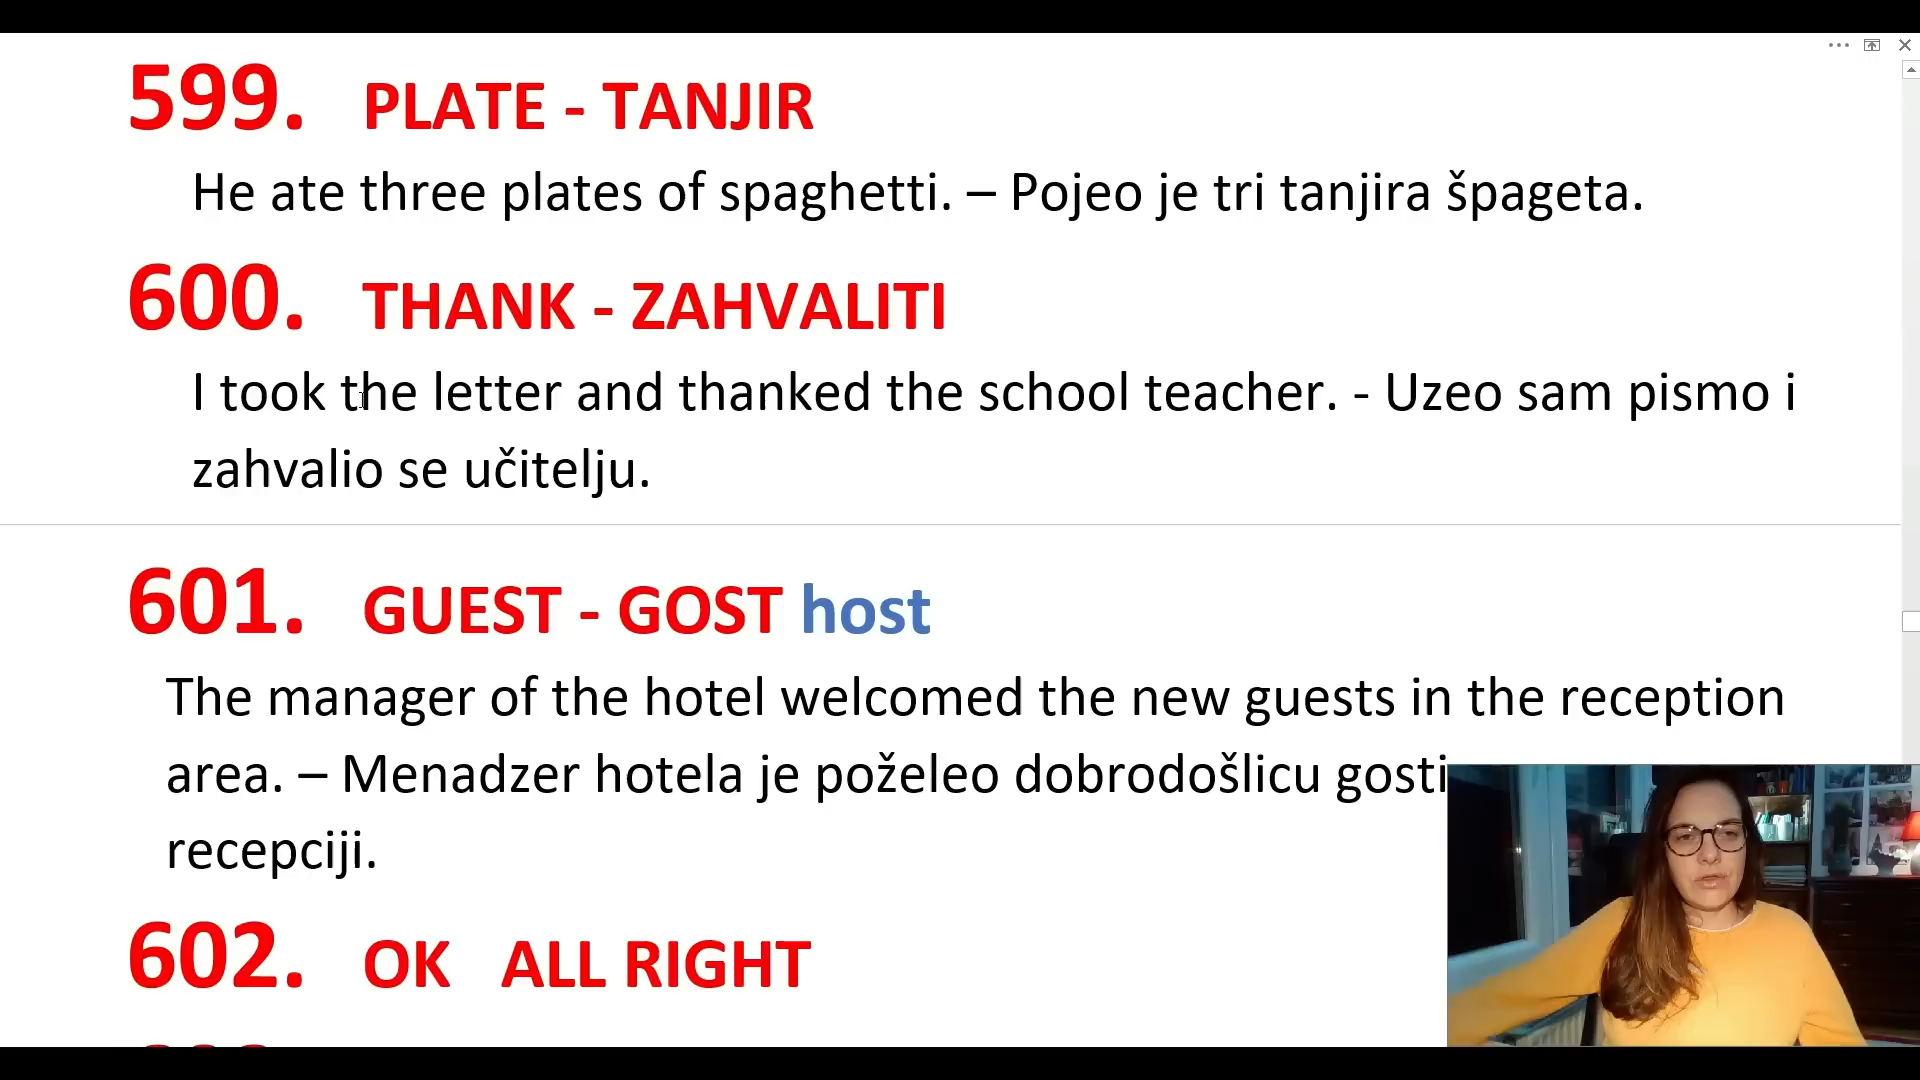 599. PLATE - TANJIR
He ate three plates of spaghetti. – Pojeo je tri tanjira špageta.
600. THANK - ZAHVALITI
I took the letter and thanked the school teacher. - Uzeo sam pismo i
zahvalio se učitelju.
601. GUEST - GOST host
The manager of the hotel welcomed the new guests in the reception
area. – Menadzer hotela je poželeo dobrodošlicu gosti
recepciji.
602. OK ALL RIGHT